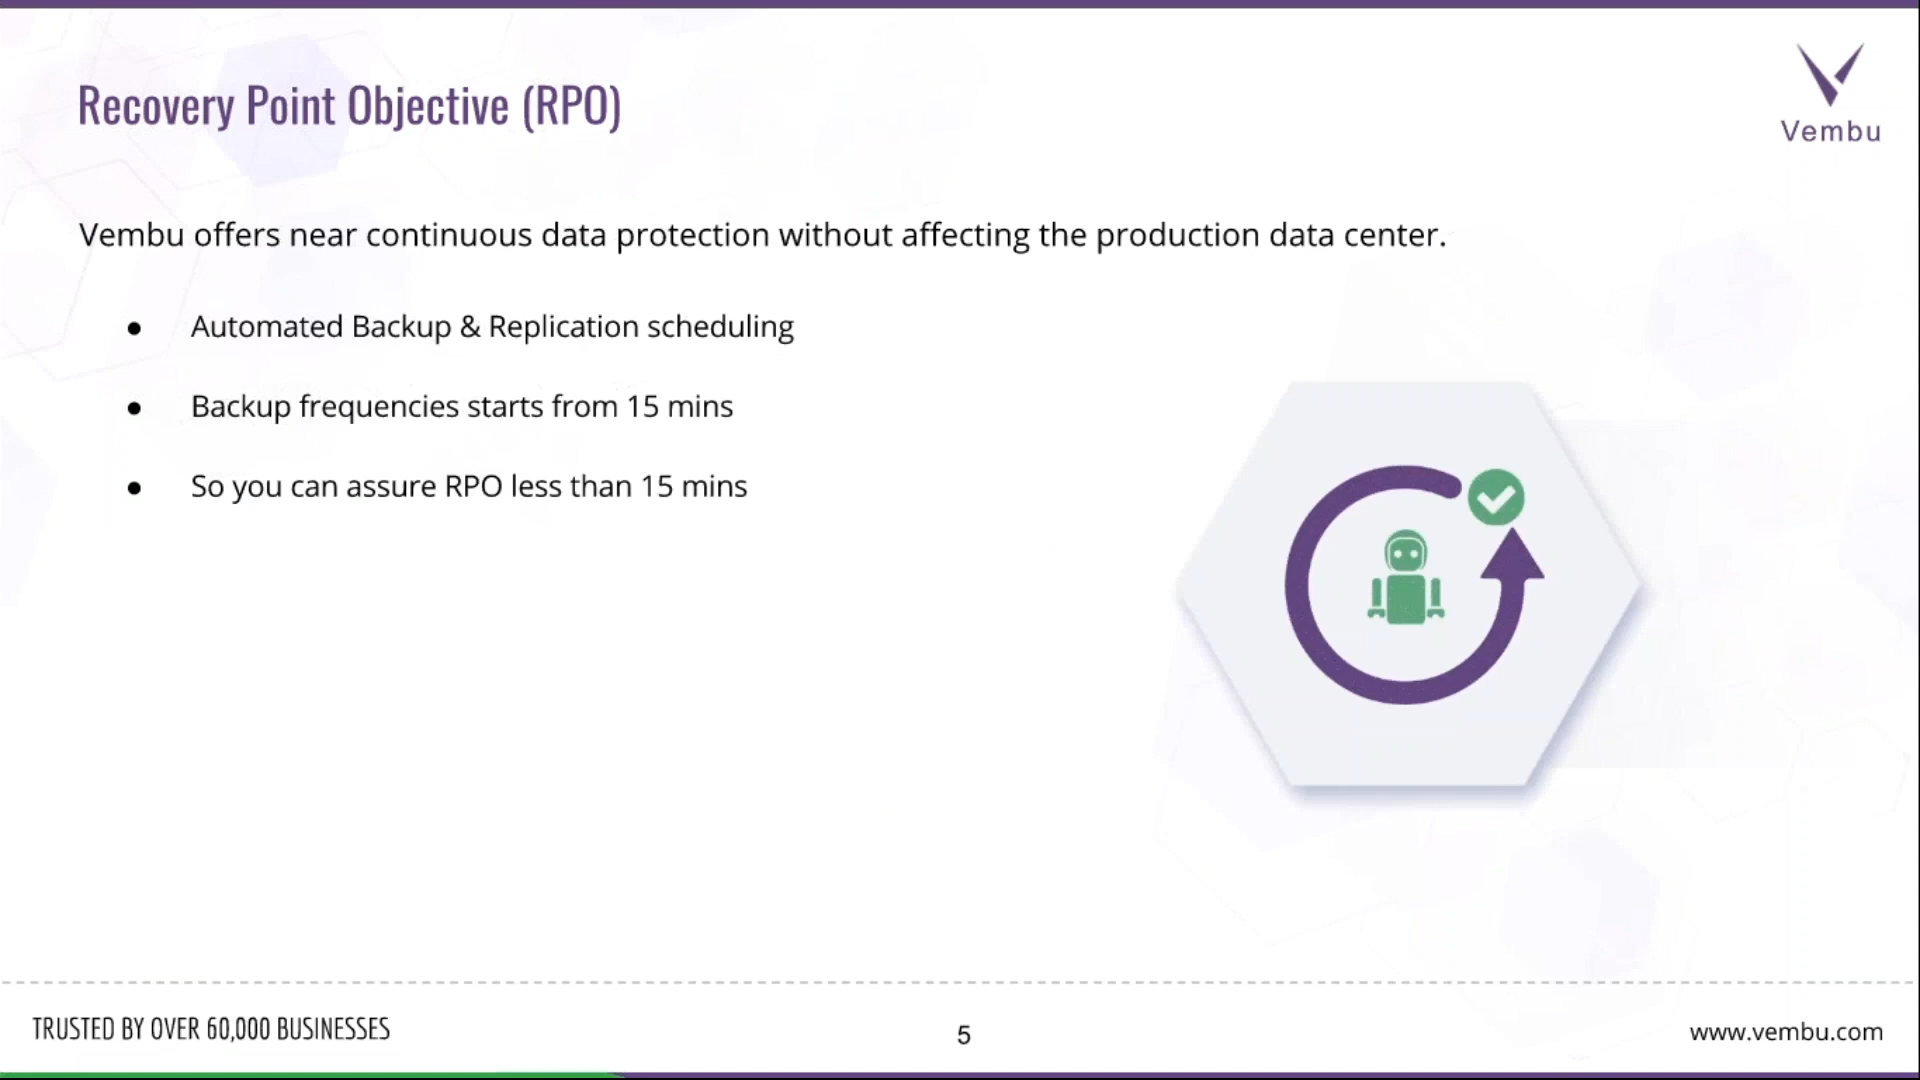 Recovery Point Objective (RPO)
Vembu
Vembu offers near continuous data protection without affecting the production data center.
● Automated Backup & Replication scheduling
● Backup frequencies starts from 15 mins
● So you can assure RPO less than 15 mins
TRUSTED BY OVER 60,000 BUSINESSES
5
www.vembu.com